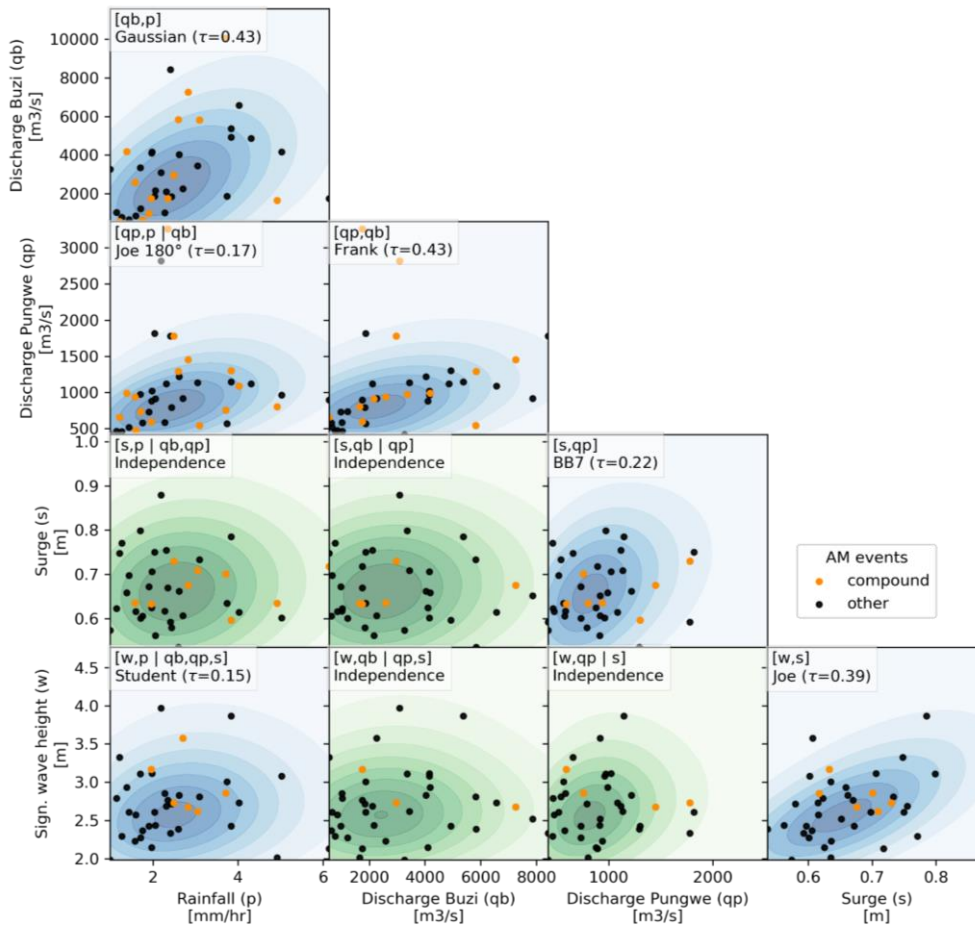 [qb,p]
Gaussian (τ=0.43)
10000
8000
6000
4000
2000
Discharge Buzi (qb)
[m3/s]
[qp,p | qb]
Joe 180° (τ=0.17)
[qp,qb]
Frank (τ=0.43)
3000
2500
2000
1500
1000
500
Discharge Pungwe (qp)
[m3/s]
[s,p | qb,qp]
Independence
[s,qb | qp]
Independence
[s,qp]
BB7 (τ=0.22)
1.0
0.9
0.8
0.7
0.6
Surge (s)
[m]
AM events
compound
other
[w,p | qb,qp,s]
Student (τ=0.15)
[w,qb | qp,s]
Independence
[w,qp | s]
Independence
[w,s]
Joe (τ=0.39)
4.5
4.0
3.5
3.0
2.5
2.0
Sign. wave height (w)
[m]
2 4 6 2000 4000 6000 8000 1000 2000 0.6 0.8
Rainfall (p) Discharge Buzi (qb) Discharge Pungwe (qp) Surge (s)
[mm/hr] [m3/s] [m3/s] [m]